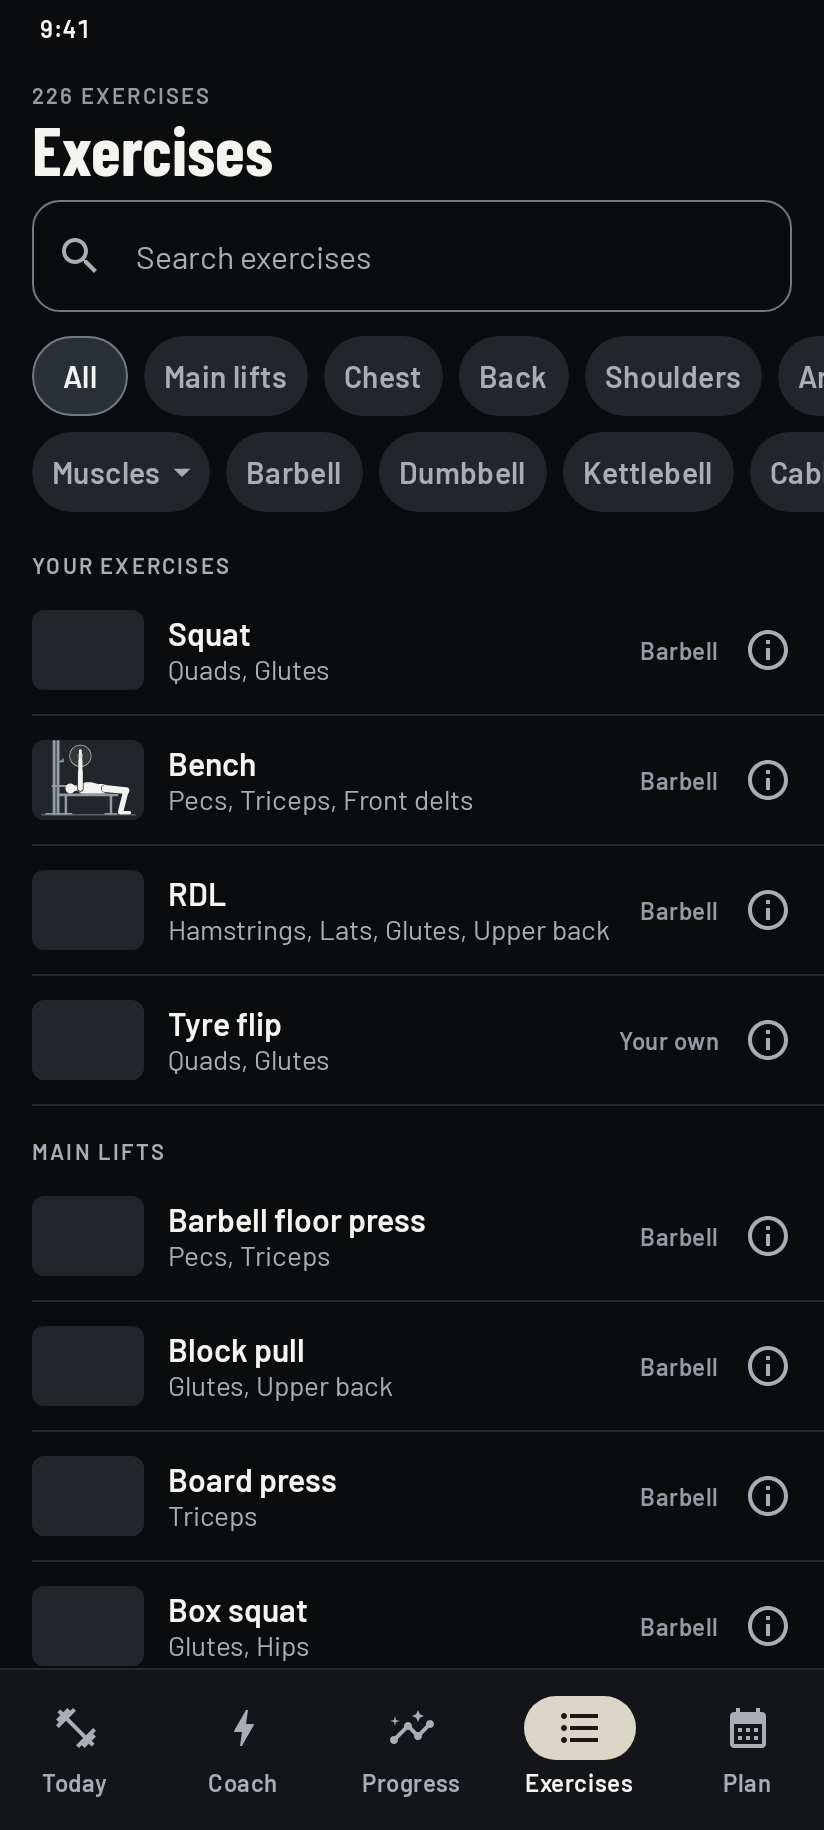 9:41
226 EXERCISES
Exercises
Search exercises
All Main lifts Chest Back Shoulders
Muscles Barbell Dumbbell Kettlebell
YOUR EXERCISES
Squat
Quads, Glutes
Barbell
Bench
Pecs, Triceps, Front delts
Barbell
RDL
Hamstrings, Lats, Glutes, Upper back
Barbell
Tyre flip
Quads, Glutes
Your own
MAIN LIFTS
Barbell floor press
Pecs, Triceps
Barbell
Block pull
Glutes, Upper back
Barbell
Board press
Triceps
Barbell
Box squat
Glutes, Hips
Barbell
Today Coach Progress Exercises Plan